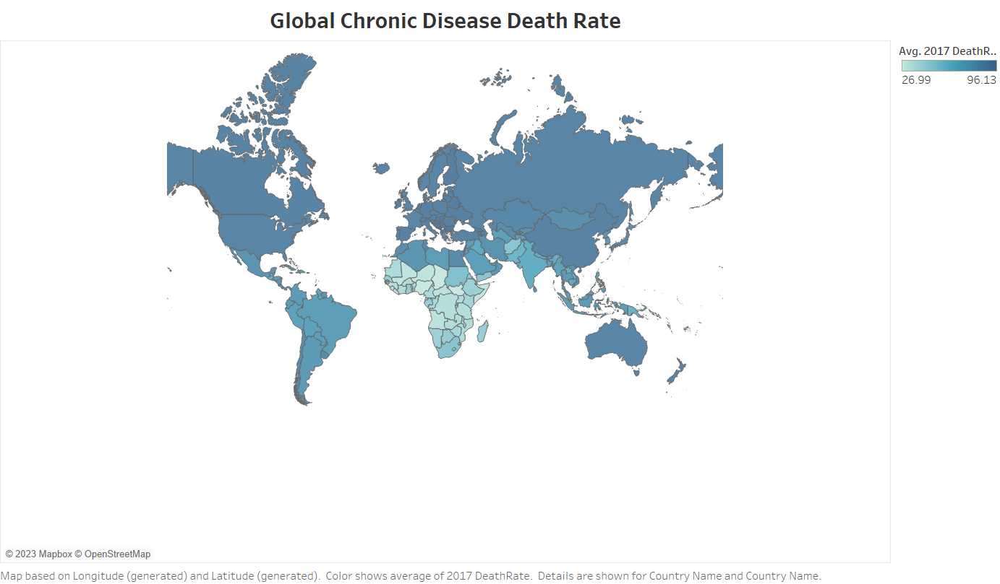 Global Chronic Disease Death Rate
Avg. 2017 DeathR..
26.99 96.13
© 2023 Mapbox © OpenStreetMap
Map based on Longitude (generated) and Latitude (generated). Color shows average of 2017 DeathRate. Details are shown for Country Name and Country Name.